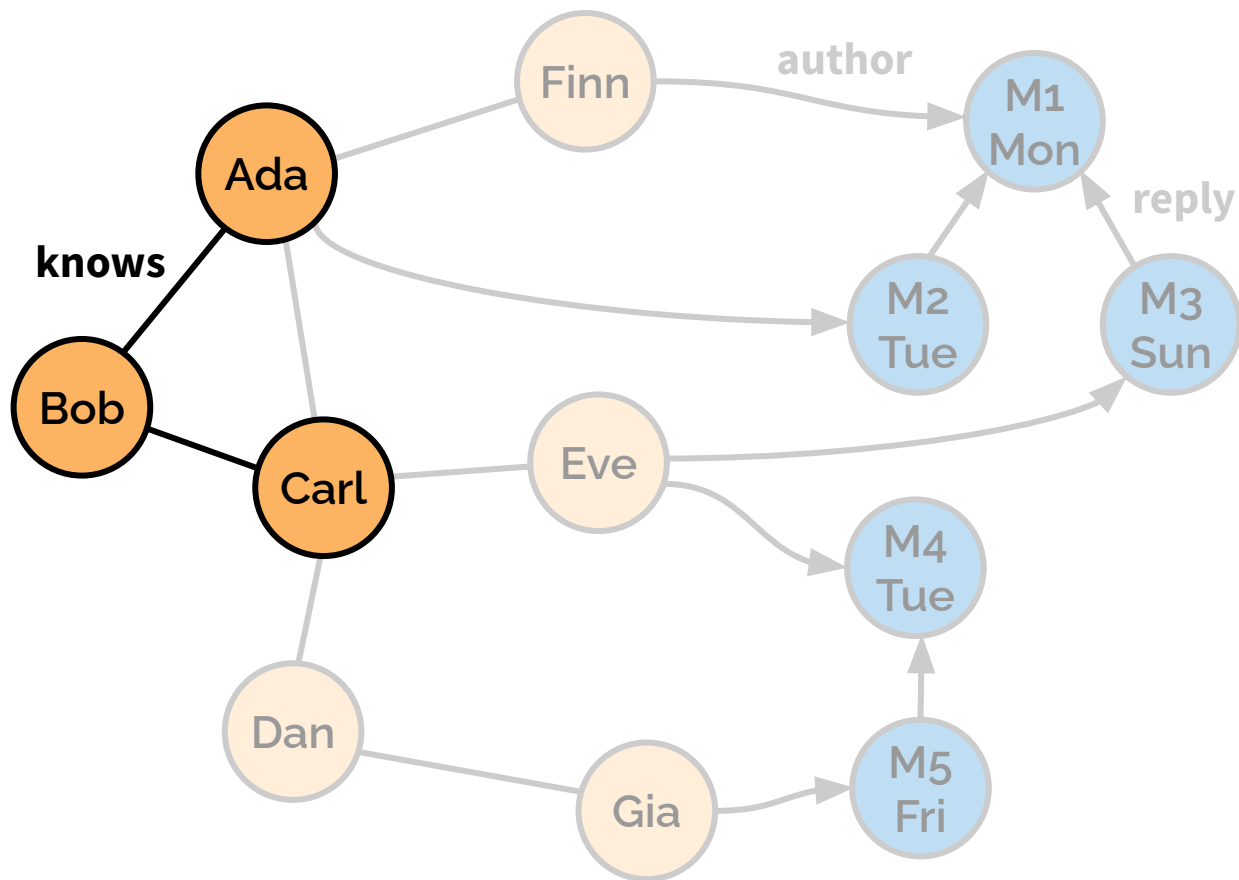 Finn
author
M1
Mon
Ada
reply
knows
M2
Tue
M3
Sun
Bob
Eve
Carl
M4
Tue
Dan
M5
Fri
Gia